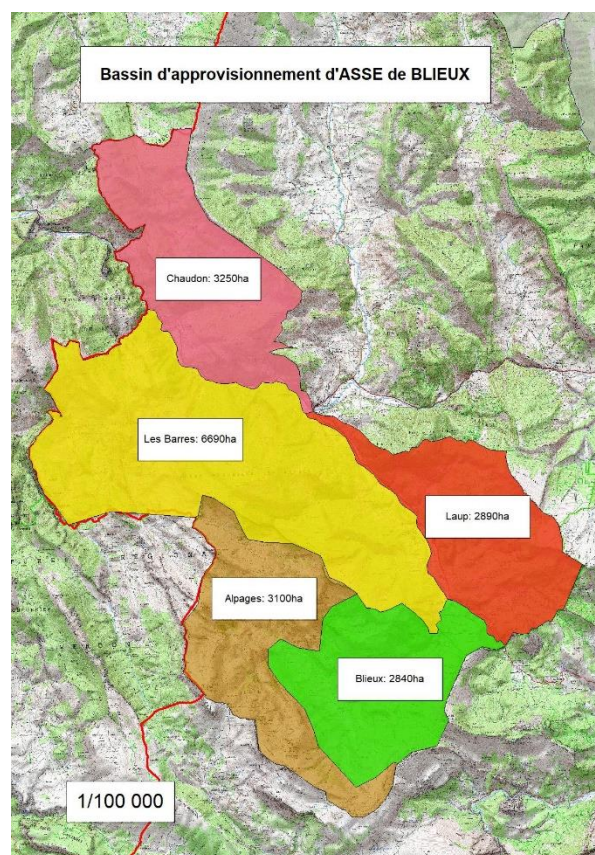 Bassin d'approvisionnement d'ASSE de BLIEUX
Chaudon: 3250ha
Les Barres: 6690ha
Laup: 2890ha
Alpages: 3100ha
Blieux: 2840ha
1/100 000